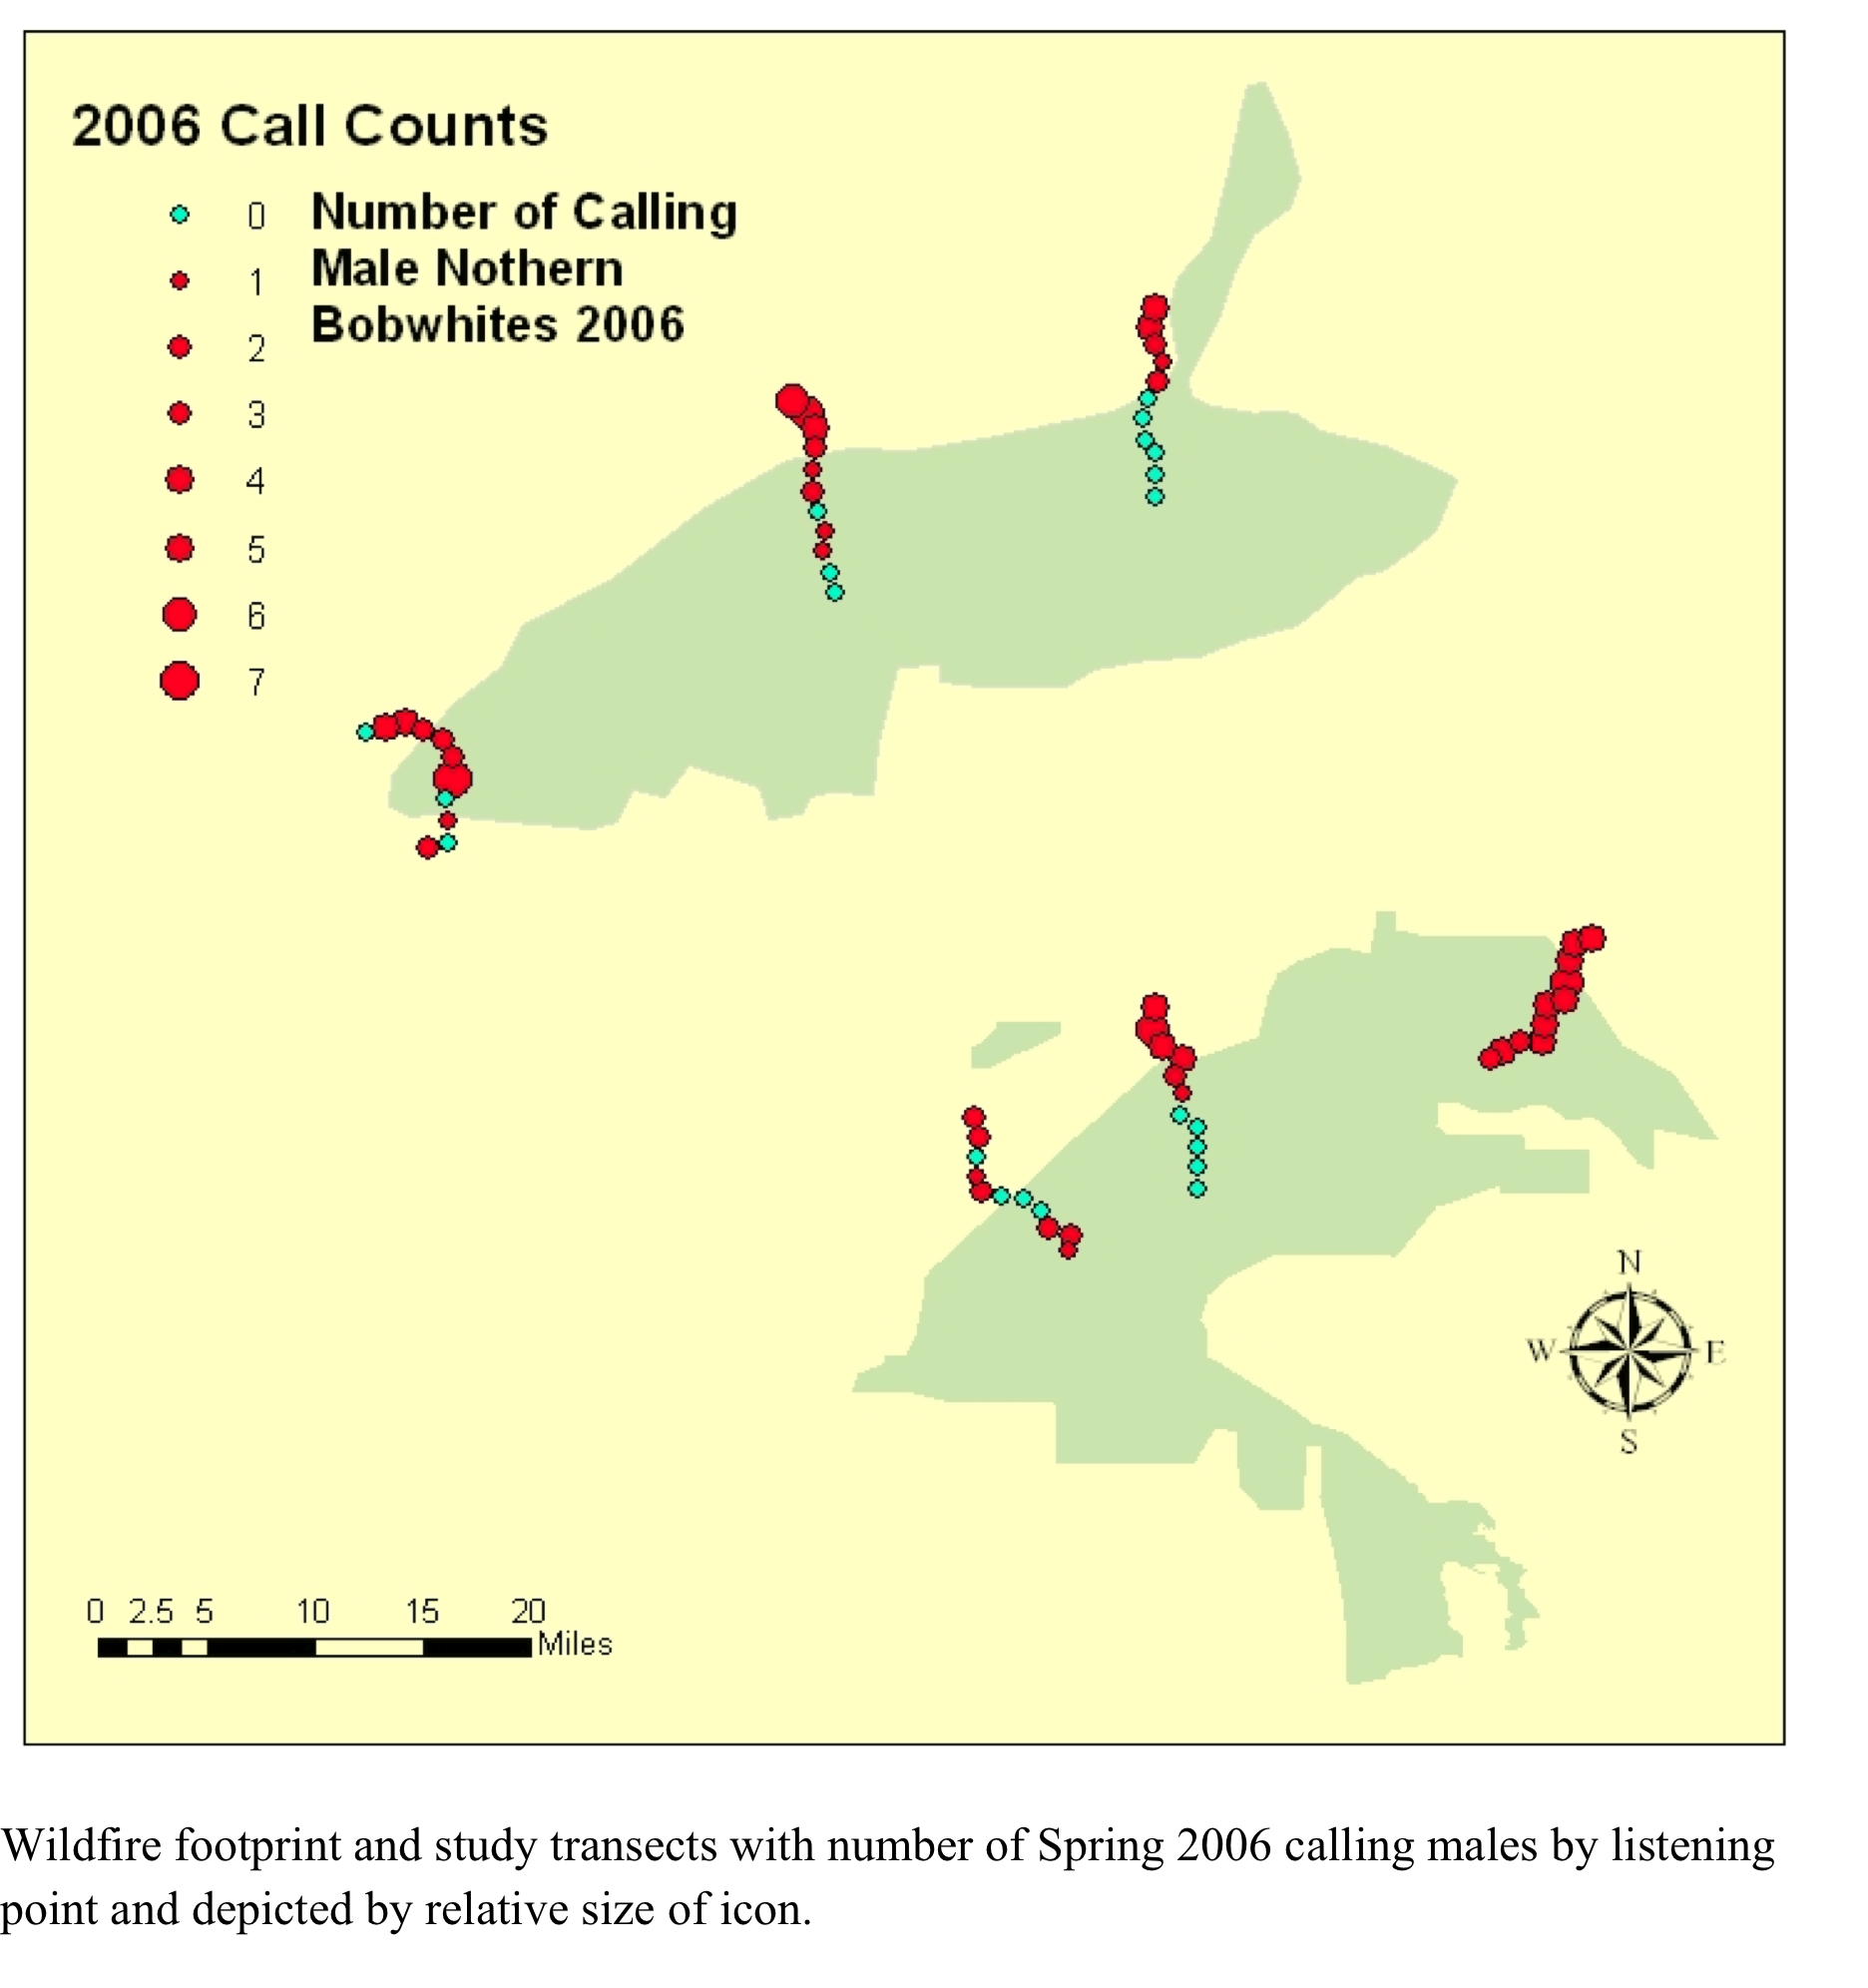 2006 Call Counts
Number of Calling
Male Nothern
Bobwhites 2006
0
1
2
3
4
5
6
7
N
W E
S
0 2.5 5 10 15 20
Miles
Wildfire footprint and study transects with number of Spring 2006 calling males by listening
point and depicted by relative size of icon.